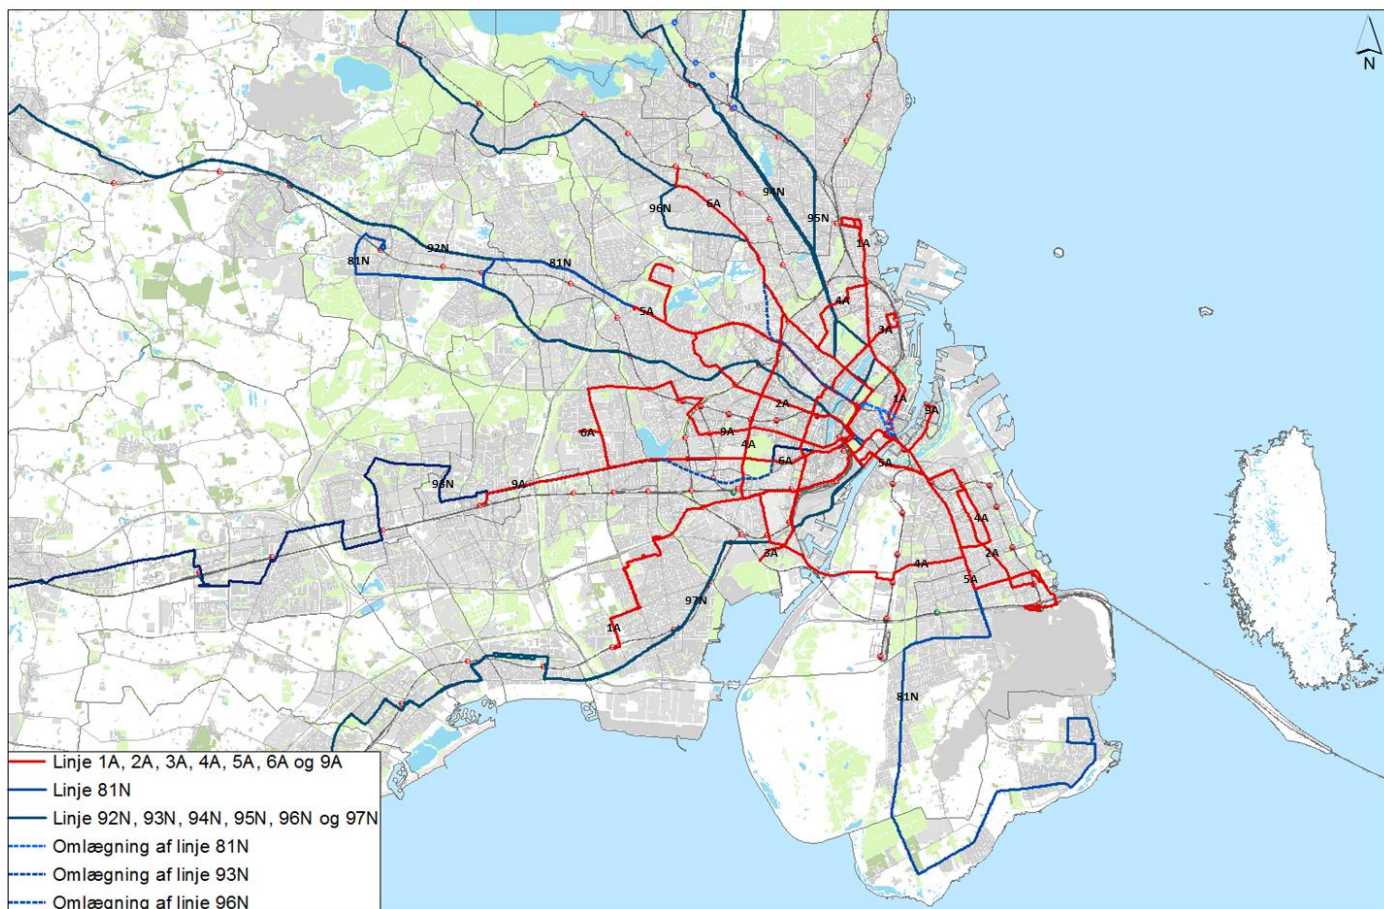 N
94N
96N
6A
95N
1A
92N
81N
81N
4A
5A
3A
2A
1A
9A
6A
9A
4A
6A
5A
93N
9A
4A
3A
4A
2A
5A
97N
1A
81N
Linje 1A, 2A, 3A, 4A, 5A, 6A og 9A
Linje 81N
Linje 92N, 93N, 94N, 95N, 96N og 97N
Omlægning af linje 81N
Omlægning af linje 93N
Omlægning af linje 96N